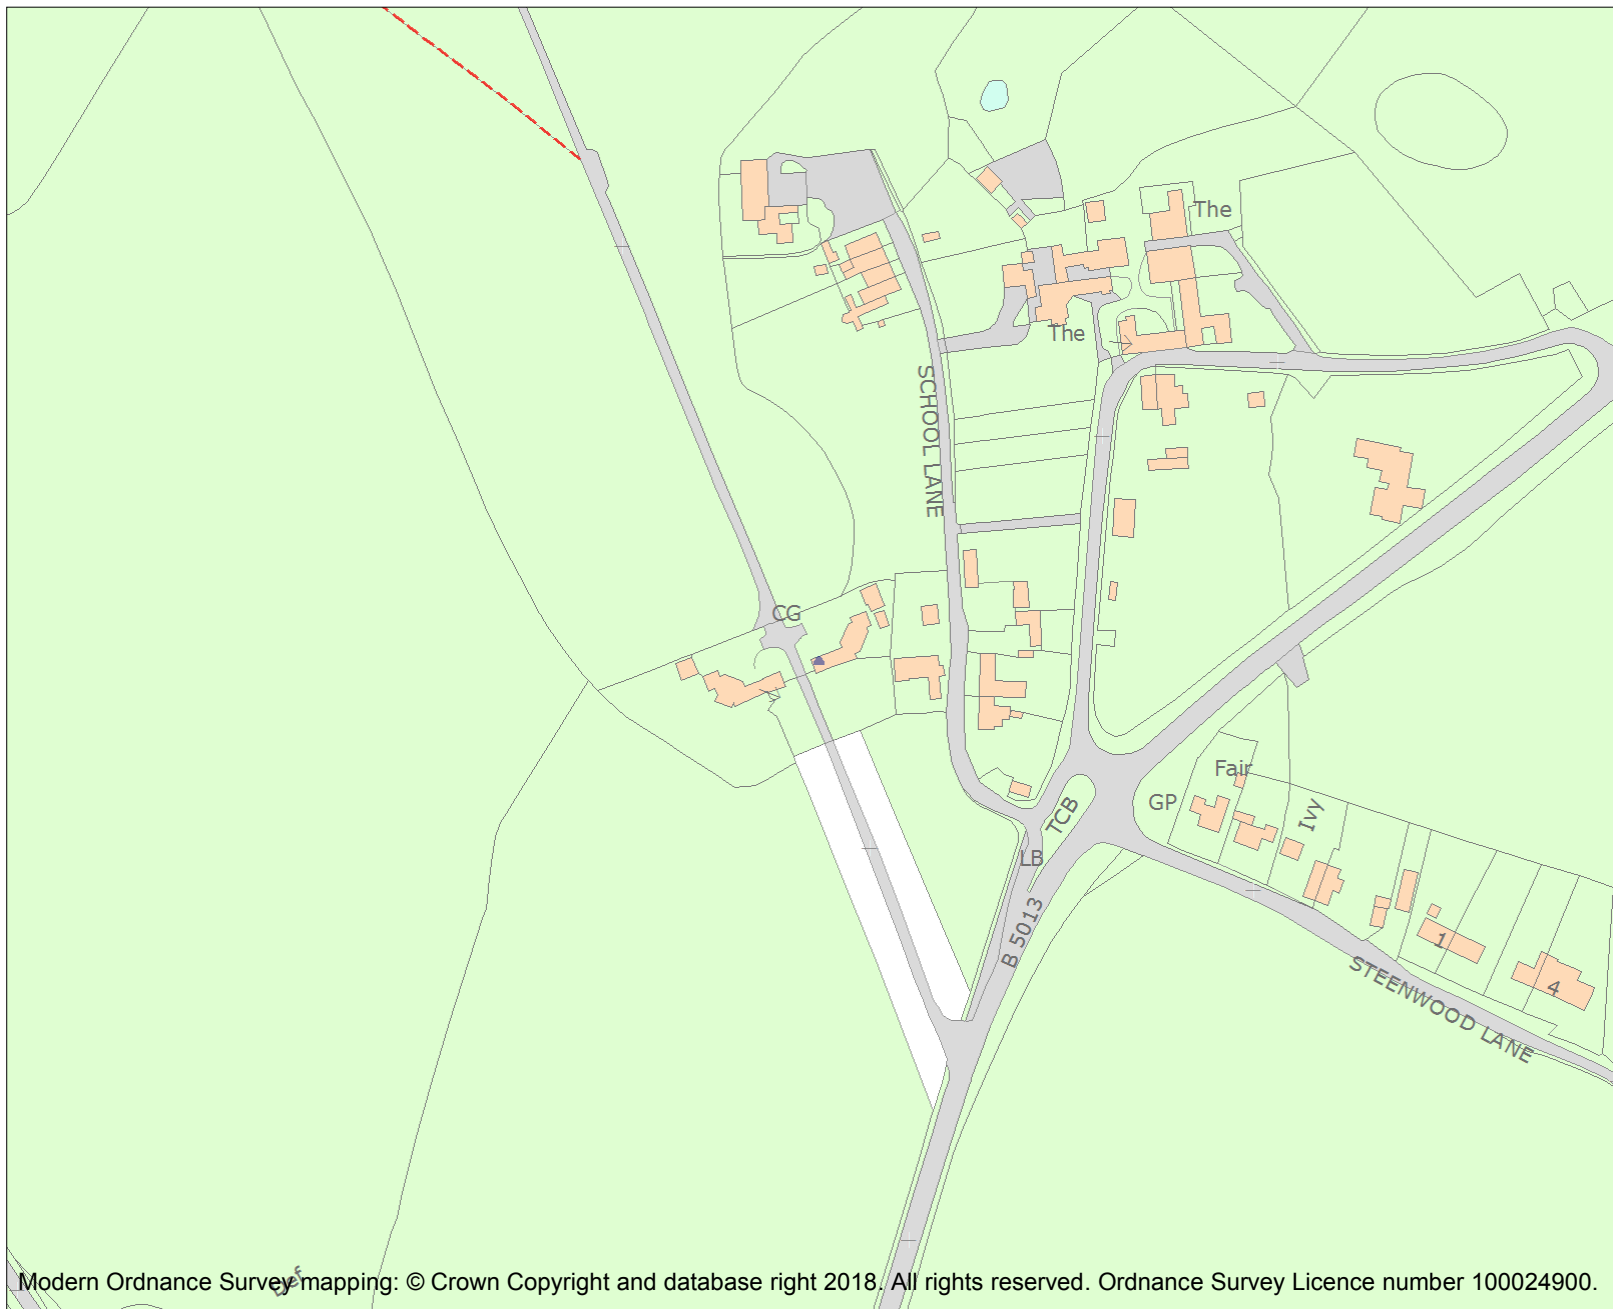 The
The
SCHOOL LANE
CG
Fair
GP
TCB
Ivy
LB
B 5013
1
4
STEENWOOD LANE
Def
Modern Ordnance Survey mapping: © Crown Copyright and database right 2018. All rights reserved. Ordnance Survey Licence number 100024900.